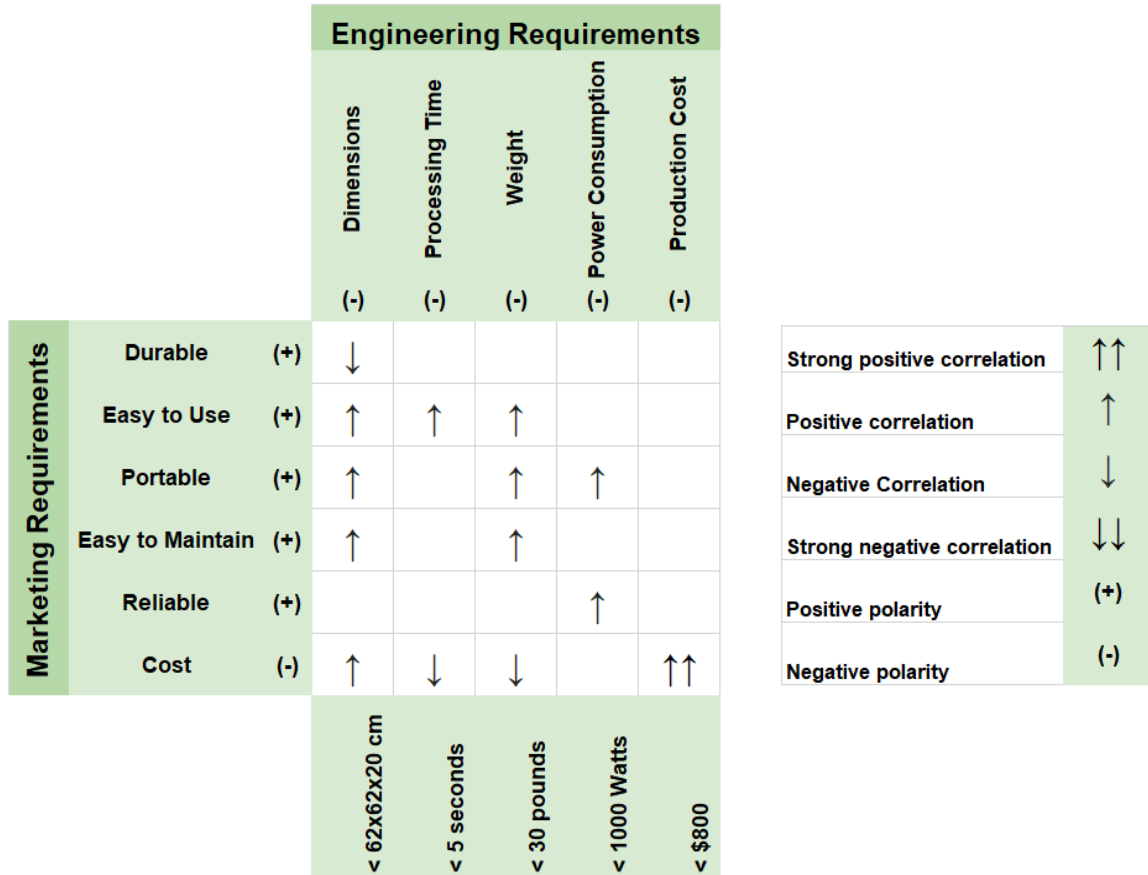 Engineering Requirements
Dimensions
Processing Time
Weight
Power Consumption
Production Cost
(-) (-) (-) (-) (-)
Marketing Requirements
Durable (+) ↓
Easy to Use (+) ↑ ↑ ↑
Portable (+) ↑ ↑ ↑
Easy to Maintain (+) ↑ ↑
Reliable (+) ↑
Cost (-) ↑ ↓ ↓ ↑↑
< 62x62x20 cm
< 5 seconds
< 30 pounds
< 1000 Watts
< $800
Strong positive correlation ↑↑
Positive correlation ↑
Negative Correlation ↓
Strong negative correlation ↓↓
Positive polarity (+)
Negative polarity (-)